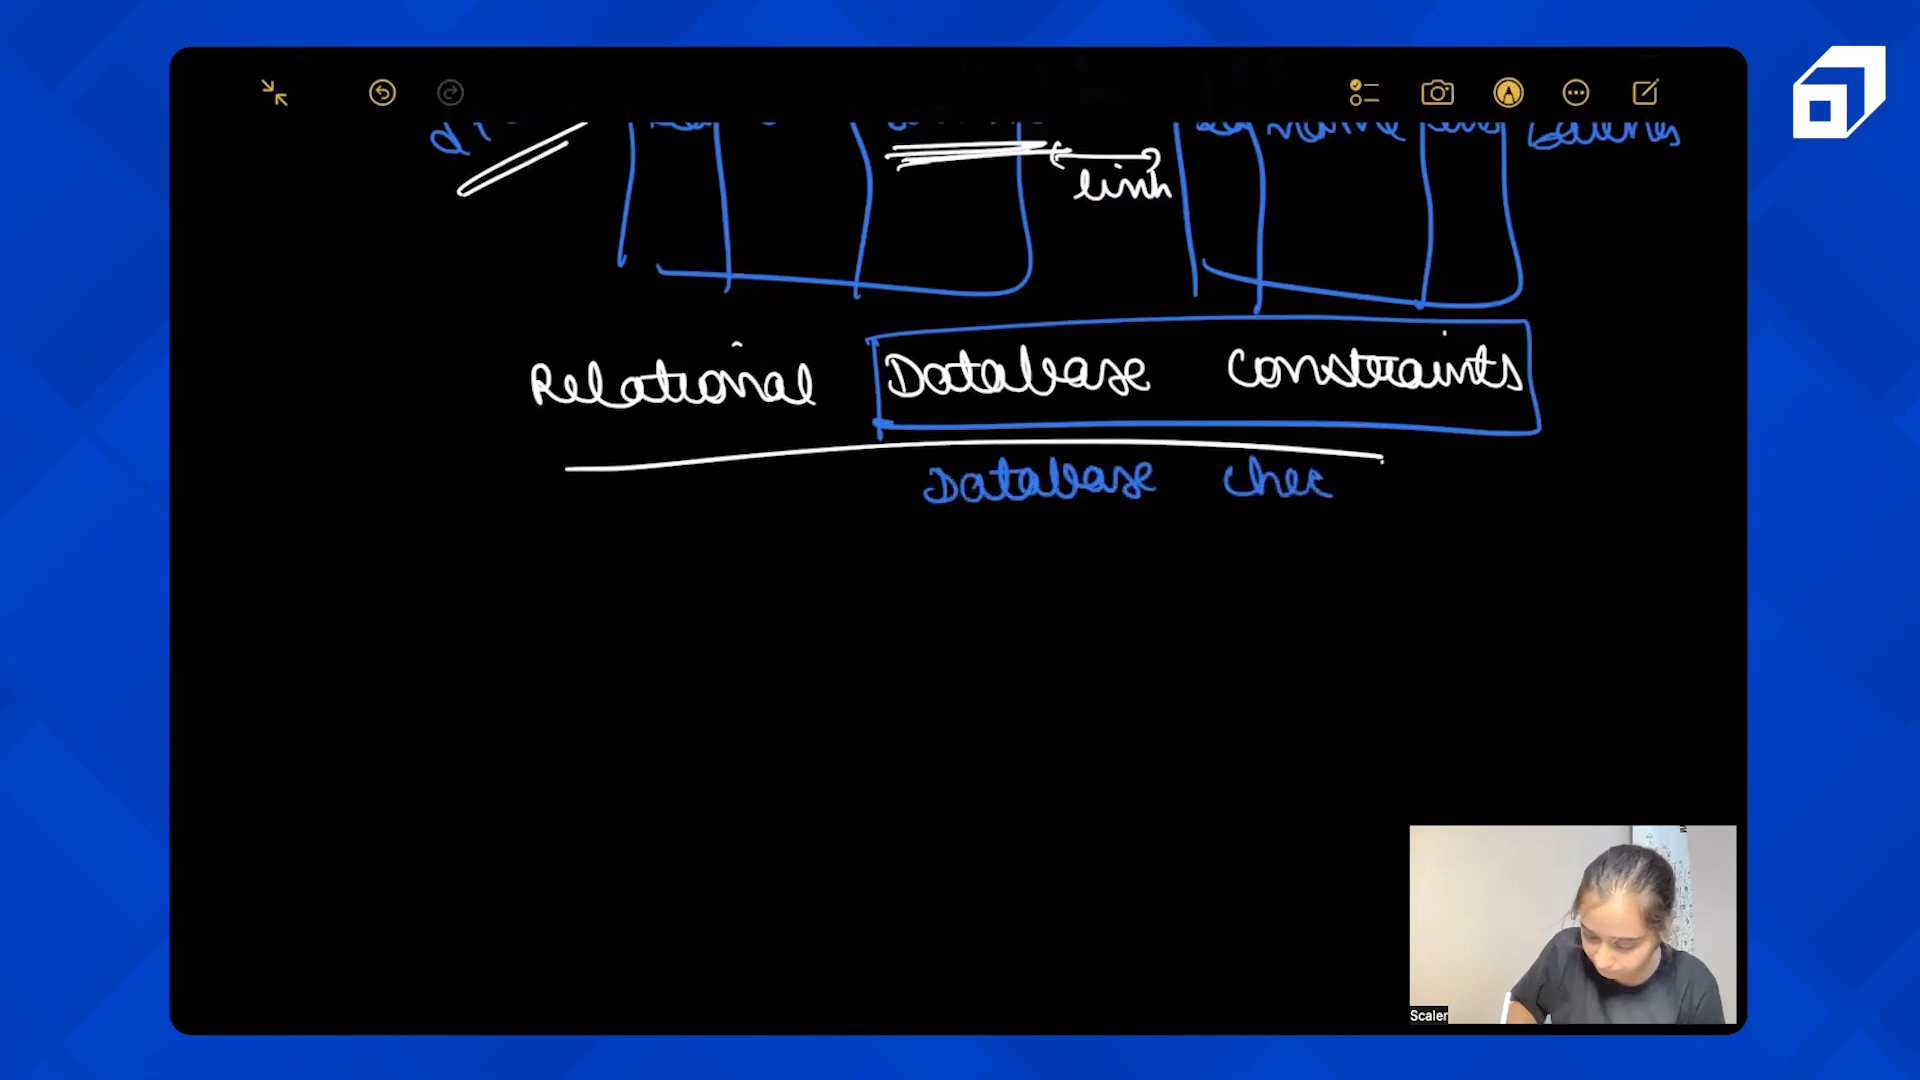 link
Relational Database Constraints
Database Chec
Scaler